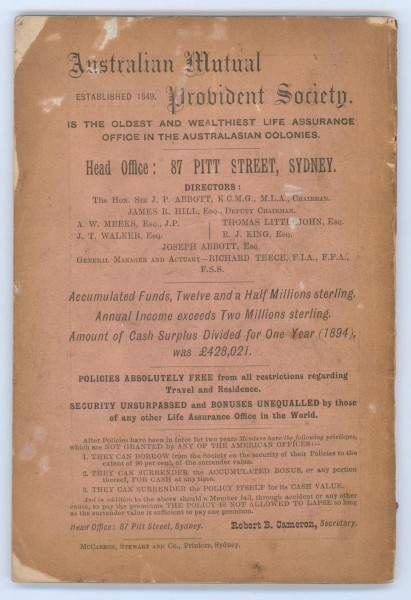 Australian Mutual
ESTABLISHED 1849. Provident Society.
IS THE OLDEST AND WEALTHIEST LIFE ASSURANCE
OFFICE IN THE AUSTRALASIAN COLONIES.
Head Office: 87 PITT STREET, SYDNEY.
DIRECTORS:
The Hon. Sir J. P. ABBOTT, K.C.M.G., M.L.A., Chairman.
JAMES R. HILL, Esq., Deputy Chairman.
A. W. MEEKS, Esq., J.P. THOMAS LITTLEJOHN, Esq.
J. T. WALKER, Esq. R. J. KING, Esq.
JOSEPH ABBOTT, Esq.
General Manager and Actuary—RICHARD TEECE, F.I.A., F.F.A.,
F.S.S.
Accumulated Funds, Twelve and a Half Millions sterling.
Annual Income exceeds Two Millions sterling.
Amount of Cash Surplus Divided for One Year (1894),
was £428,021.
POLICIES ABSOLUTELY FREE from all restrictions regarding
Travel and Residence.
SECURITY UNSURPASSED and BONUSES UNEQUALLED by those
of any other Life Assurance Office in the World.
After Policies have been in force for two years Members have the following privileges,
which are NOT GRANTED BY ANY OF THE AMERICAN OFFICES:—
1. THEY CAN BORROW from the Society on the security of their Policies to the
extent of 90 per cent. of the surrender value.
2. THEY CAN SURRENDER the ACCUMULATED BONUS, or any portion
thereof, FOR CASH at any time.
3. THEY CAN SURRENDER the POLICY ITSELF for its CASH VALUE.
And in addition to the above should a Member fail, through accident or any other
cause, to pay the premiums THE POLICY IS NOT ALLOWED TO LAPSE so long
as the surrender value is sufficient to pay one premium.
Head Office: 87 Pitt Street, Sydney. Robert B. Cameron, Secretary.
McCarron, Stewart and Co., Printers, Sydney.